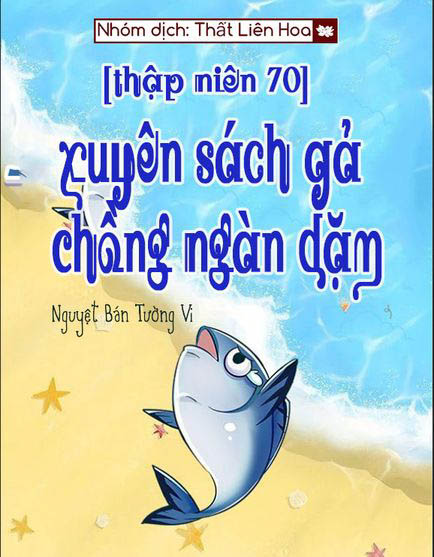 Nhóm dịch: Thất Liên Hoa
[thập niên 70]
xuyên sách gả
chồng ngàn dặm
Nguyệt Bán Tường Vi